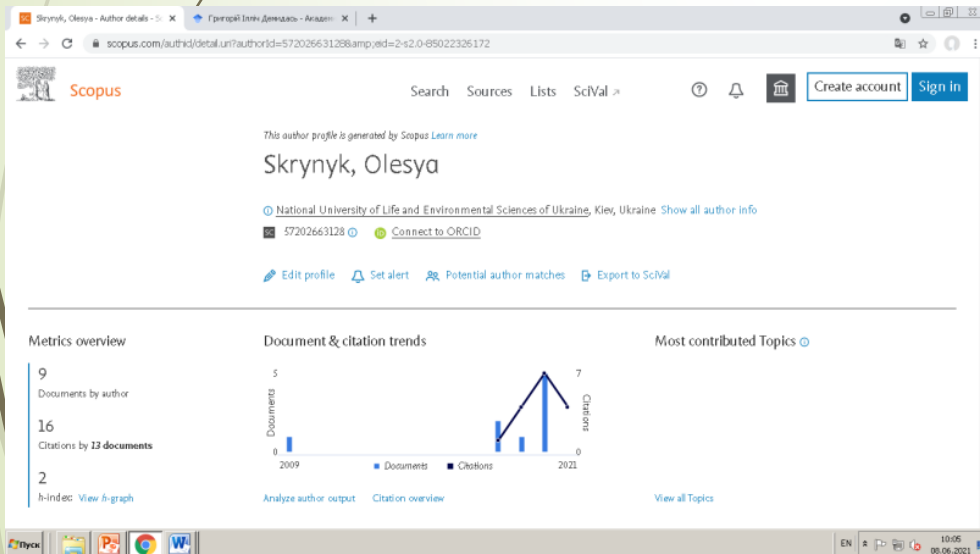 Skrynyk, Olesya - Author details - Sc
Григорій Ілліч Демидась - Академ
scopus.com/authid/detail.uri?authorId=57202663128&amp;eid=2-s2.0-85022326172
Scopus
Search Sources Lists SciVal ↗
Create account Sign in
This author profile is generated by Scopus Learn more
Skrynyk, Olesya
National University of Life and Environmental Sciences of Ukraine, Kiev, Ukraine Show all author info
SC 57202663128 Connect to ORCID
Edit profile Set alert Potential author matches Export to SciVal
Metrics overview
9
Documents by author
16
Citations by 13 documents
2
h-index: View h-graph
Document & citation trends
5 7
Documents Citations
0 0
2009 2021
Documents Citations
Analyze author output Citation overview
Most contributed Topics
View all Topics
Пуск
EN 10:05
08.06.2021